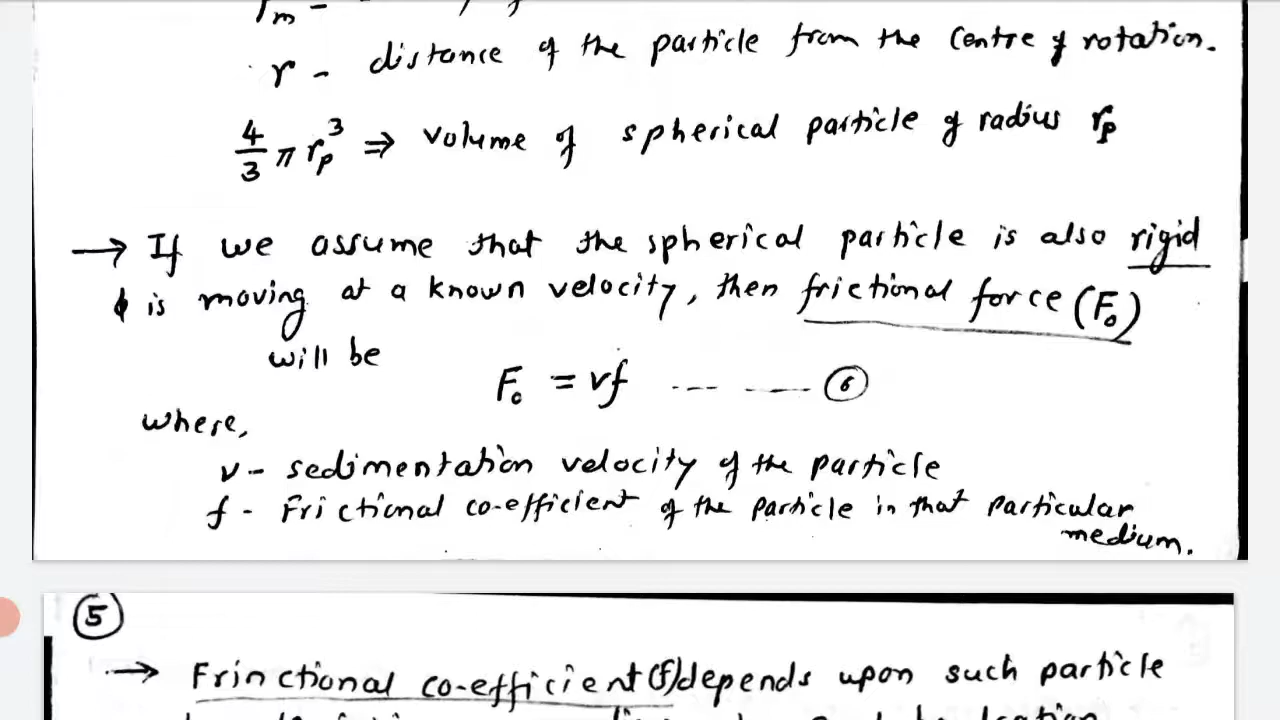 r_m -
r - distance of the particle from the centre of rotation.
4/3 π r_p^3 ⇒ volume of spherical particle of radius r_p
→ If we assume that the spherical particle is also rigid
& is moving at a known velocity, then frictional force (F₀)
will be
F₀ = vf ---- ---- ⑥
where,
v - sedimentation velocity of the particle
f - Frictional co-efficient of the particle in that particular
medium.
⑤
→ Frinctional co-efficient (f) depends upon such particle